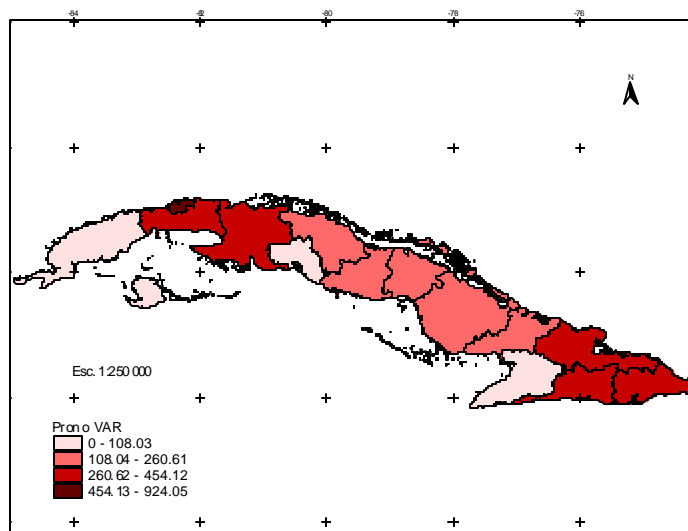 -84 -82 -80 -78 -76
N
Esc. 1:250 000
Prono VAR
0 - 108.03
108.04 - 260.61
260.62 - 454.12
454.13 - 924.05